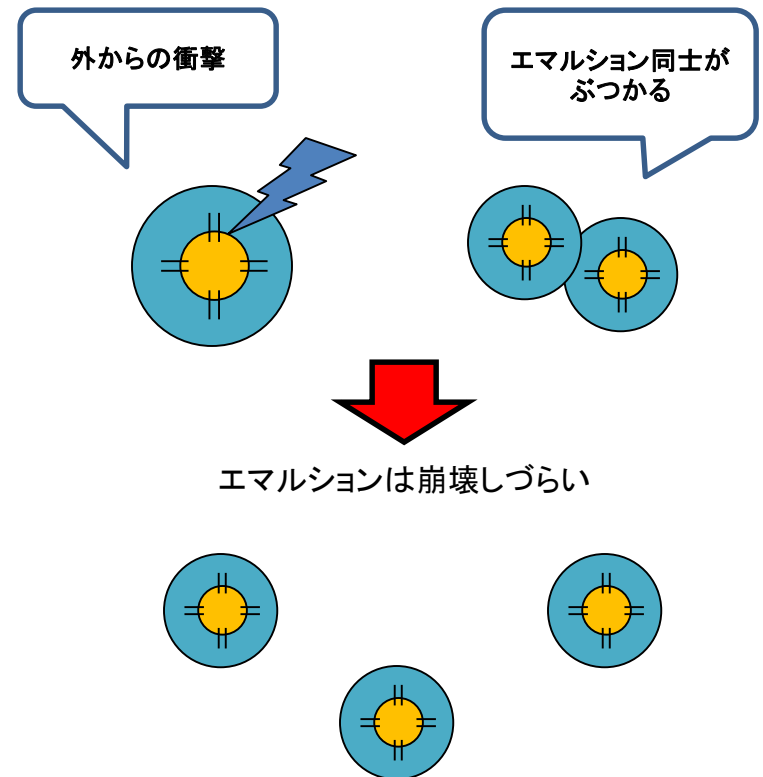 外からの衝撃
エマルション同士が
ぶつかる
エマルションは崩壊しづらい